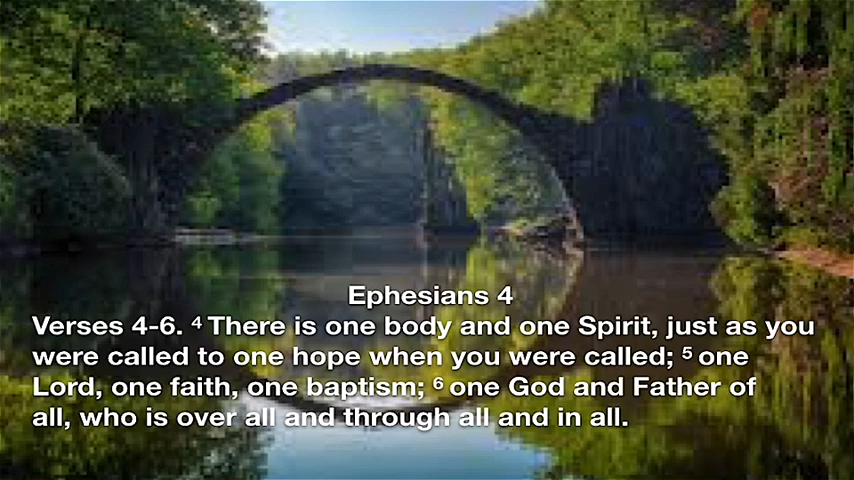 Ephesians 4
Verses 4-6. ⁴ There is one body and one Spirit, just as you
were called to one hope when you were called; ⁵ one
Lord, one faith, one baptism; ⁶ one God and Father of
all, who is over all and through all and in all.